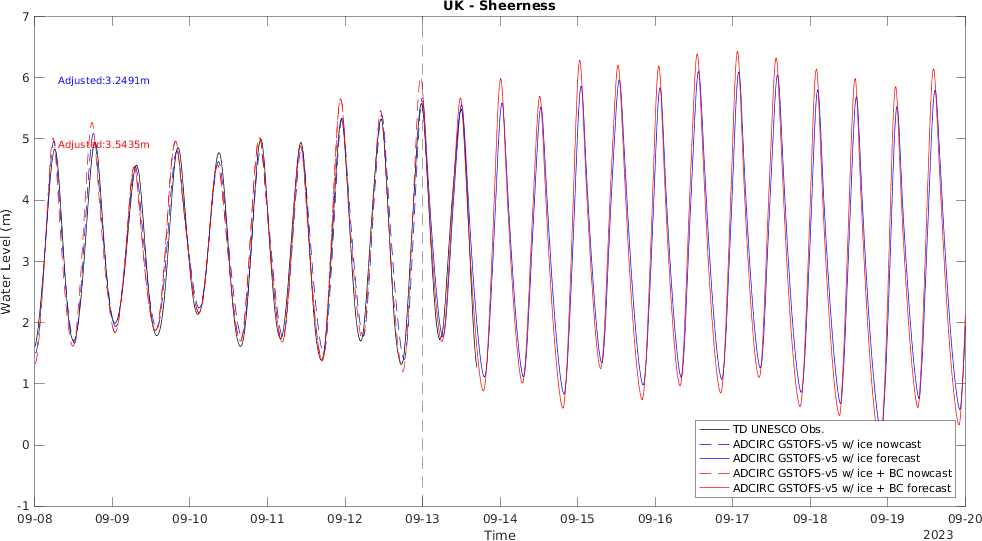 UK - Sheerness
7
6
5
4
3
2
1
0
-1
Water Level (m)
Adjusted:3.2491m
Adjusted:3.5435m
TD UNESCO Obs.
ADCIRC GSTOFS-v5 w/ ice nowcast
ADCIRC GSTOFS-v5 w/ ice forecast
ADCIRC GSTOFS-v5 w/ ice + BC nowcast
ADCIRC GSTOFS-v5 w/ ice + BC forecast
09-08 09-09 09-10 09-11 09-12 09-13 09-14 09-15 09-16 09-17 09-18 09-19 09-20
Time
2023